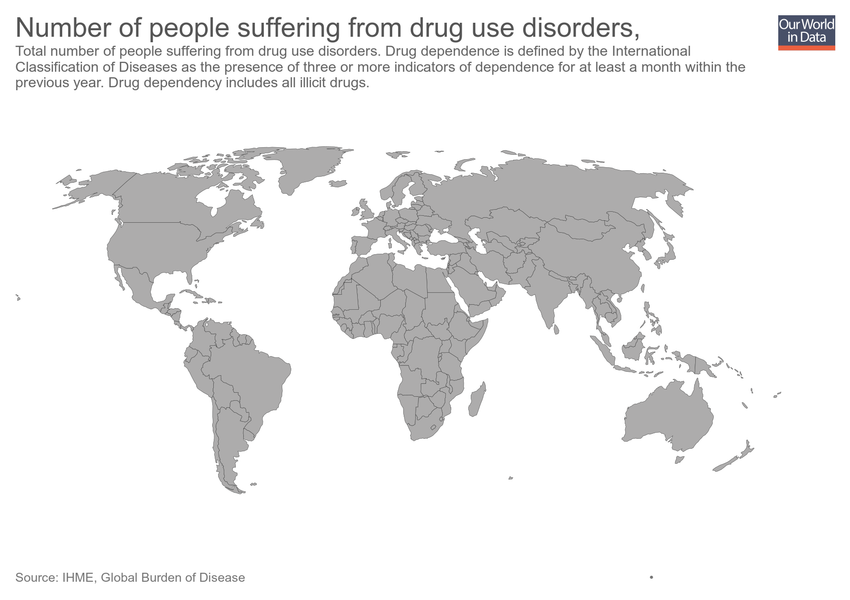 Number of people suffering from drug use disorders,
Our World
in Data
Total number of people suffering from drug use disorders. Drug dependence is defined by the International
Classification of Diseases as the presence of three or more indicators of dependence for at least a month within the
previous year. Drug dependency includes all illicit drugs.
Source: IHME, Global Burden of Disease
•